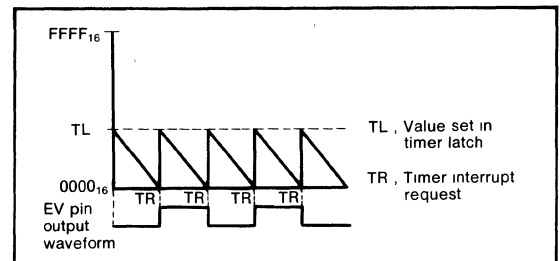 FFFF₁₆
TL
TL , Value set in
timer latch
0000₁₆
TR TR TR TR
TR , Timer interrupt
request
EV pin
output
waveform